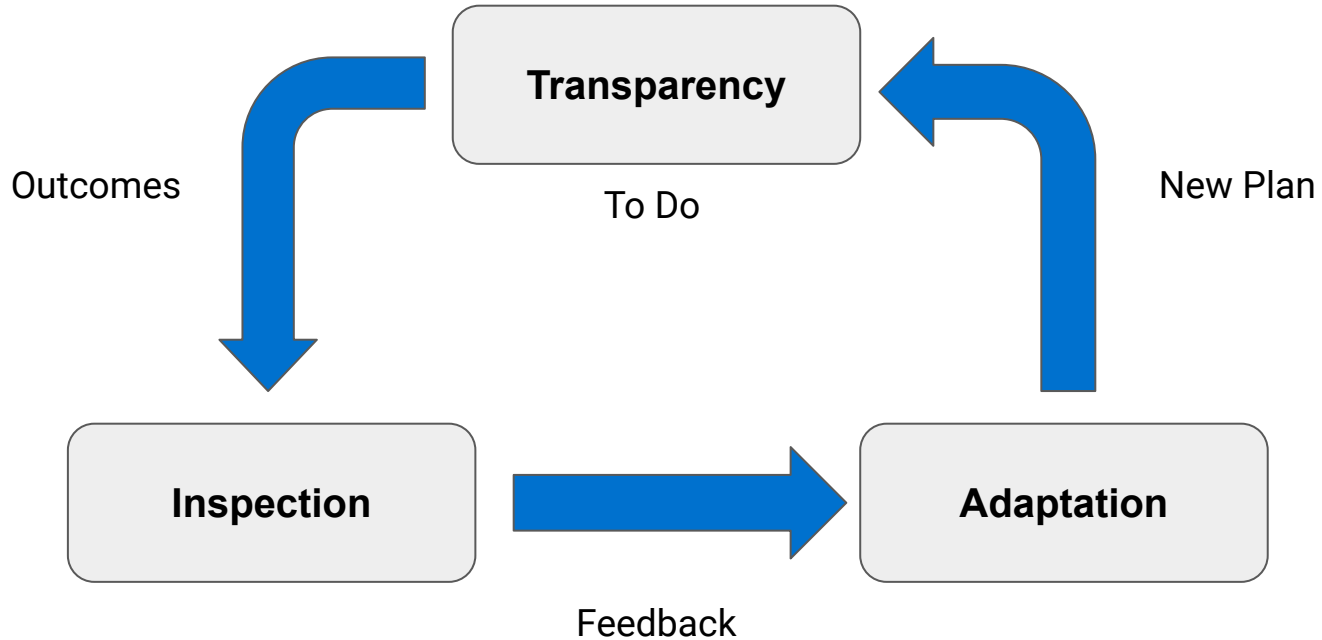 Transparency
Outcomes
To Do
New Plan
Inspection
Adaptation
Feedback